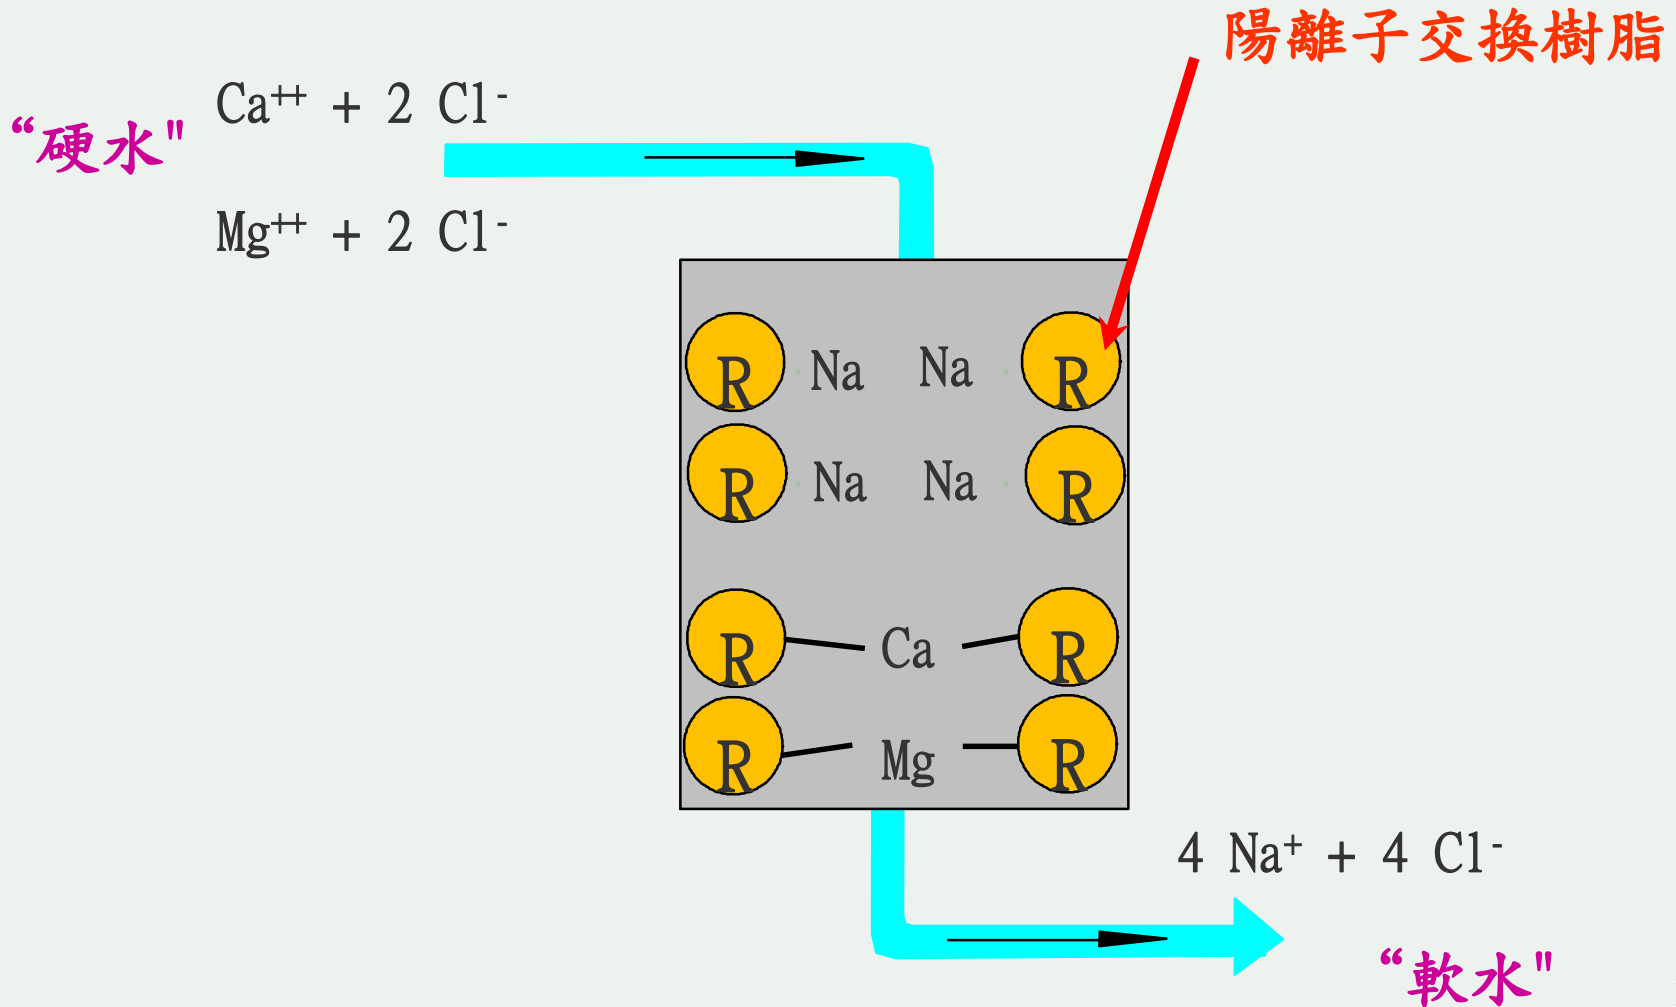 陽離子交換樹脂
Ca⁺⁺ + 2 Cl⁻
“硬水"
Mg⁺⁺ + 2 Cl⁻
R Na Na R
R Na Na R
R Ca R
R Mg R
4 Na⁺ + 4 Cl⁻
“軟水"